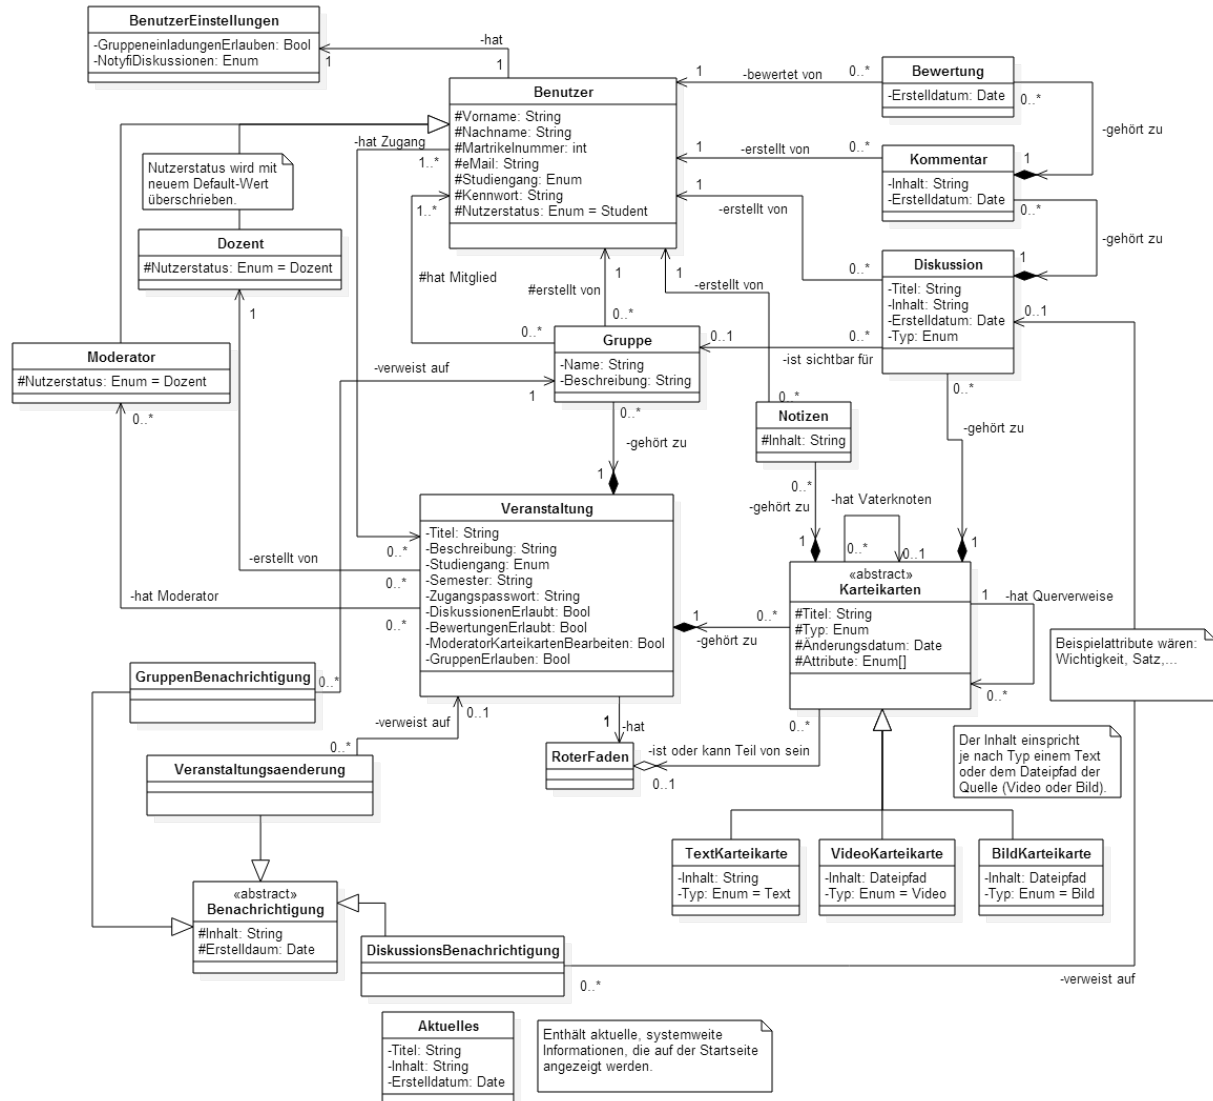 BenutzerEinstellungen
-GruppeneinladungenErlauben: Bool
-NotyfiDiskussionen: Enum
1
-hat
1
Benutzer
#Vorname: String
#Nachname: String
#Martrikelnummer: int
#eMail: String
#Studiengang: Enum
#Kennwort: String
#Nutzerstatus: Enum = Student
1
-bewertet von
0..*
Bewertung
-Erstelldatum: Date
0..*
-gehört zu
1
-hat Zugang
1..*
Nutzerstatus wird mit
neuem Default-Wert
überschrieben.
1
-erstellt von
0..*
Kommentar
-Inhalt: String
-Erstelldatum: Date
0..*
-gehört zu
1
1..*
1
-erstellt von
0..*
Dozent
#Nutzerstatus: Enum = Dozent
1
#hat Mitglied
0..*
1
#erstellt von
0..*
1
-erstellt von
0..*
Diskussion
-Titel: String
-Inhalt: String
-Erstelldatum: Date
-Typ: Enum
0..1
Moderator
#Nutzerstatus: Enum = Dozent
0..*
-verweist auf
1
Gruppe
-Name: String
-Beschreibung: String
0..*
0..1
0..*
-ist sichtbar für
0..*
-gehört zu
1
Notizen
#Inhalt: String
0..*
-gehört zu
1
-gehört zu
1
-hat Vaterknoten
0..*
0..1
Veranstaltung
-Titel: String
-Beschreibung: String
-Studiengang: Enum
-Semester: String
-Zugangspasswort: String
-DiskussionenErlaubt: Bool
-BewertungenErlaubt: Bool
-ModeratorKarteikartenBearbeiten: Bool
-GruppenErlauben: Bool
0..*
-erstellt von
0..*
-hat Moderator
0..*
1
0..*
-gehört zu
«abstract»
Karteikarten
#Titel: String
#Typ: Enum
#Änderungsdatum: Date
#Attribute: Enum[]
1
-hat Querverweise
0..*
Beispielattribute wären:
Wichtigkeit, Satz,...
GruppenBenachrichtigung
0..*
-verweist auf
0..1
0..*
1
-hat
0..*
Veranstaltungsaenderung
RoterFaden
-ist oder kann Teil von sein
0..1
Der Inhalt einspricht
je nach Typ einem Text
oder dem Dateipfad der
Quelle (Video oder Bild).
TextKarteikarte
-Inhalt: String
-Typ: Enum = Text
VideoKarteikarte
-Inhalt: Dateipfad
-Typ: Enum = Video
BildKarteikarte
-Inhalt: Dateipfad
-Typ: Enum = Bild
«abstract»
Benachrichtigung
#Inhalt: String
#Erstelldaum: Date
DiskussionsBenachrichtigung
0..*
-verweist auf
Aktuelles
-Titel: String
-Inhalt: String
-Erstelldatum: Date
Enthält aktuelle, systemweite
Informationen, die auf der Startseite
angezeigt werden.